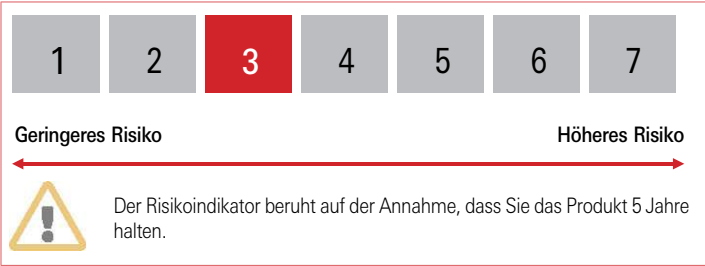 1 2 3 4 5 6 7
Geringeres Risiko Höheres Risiko
Der Risikoindikator beruht auf der Annahme, dass Sie das Produkt 5 Jahre
halten.